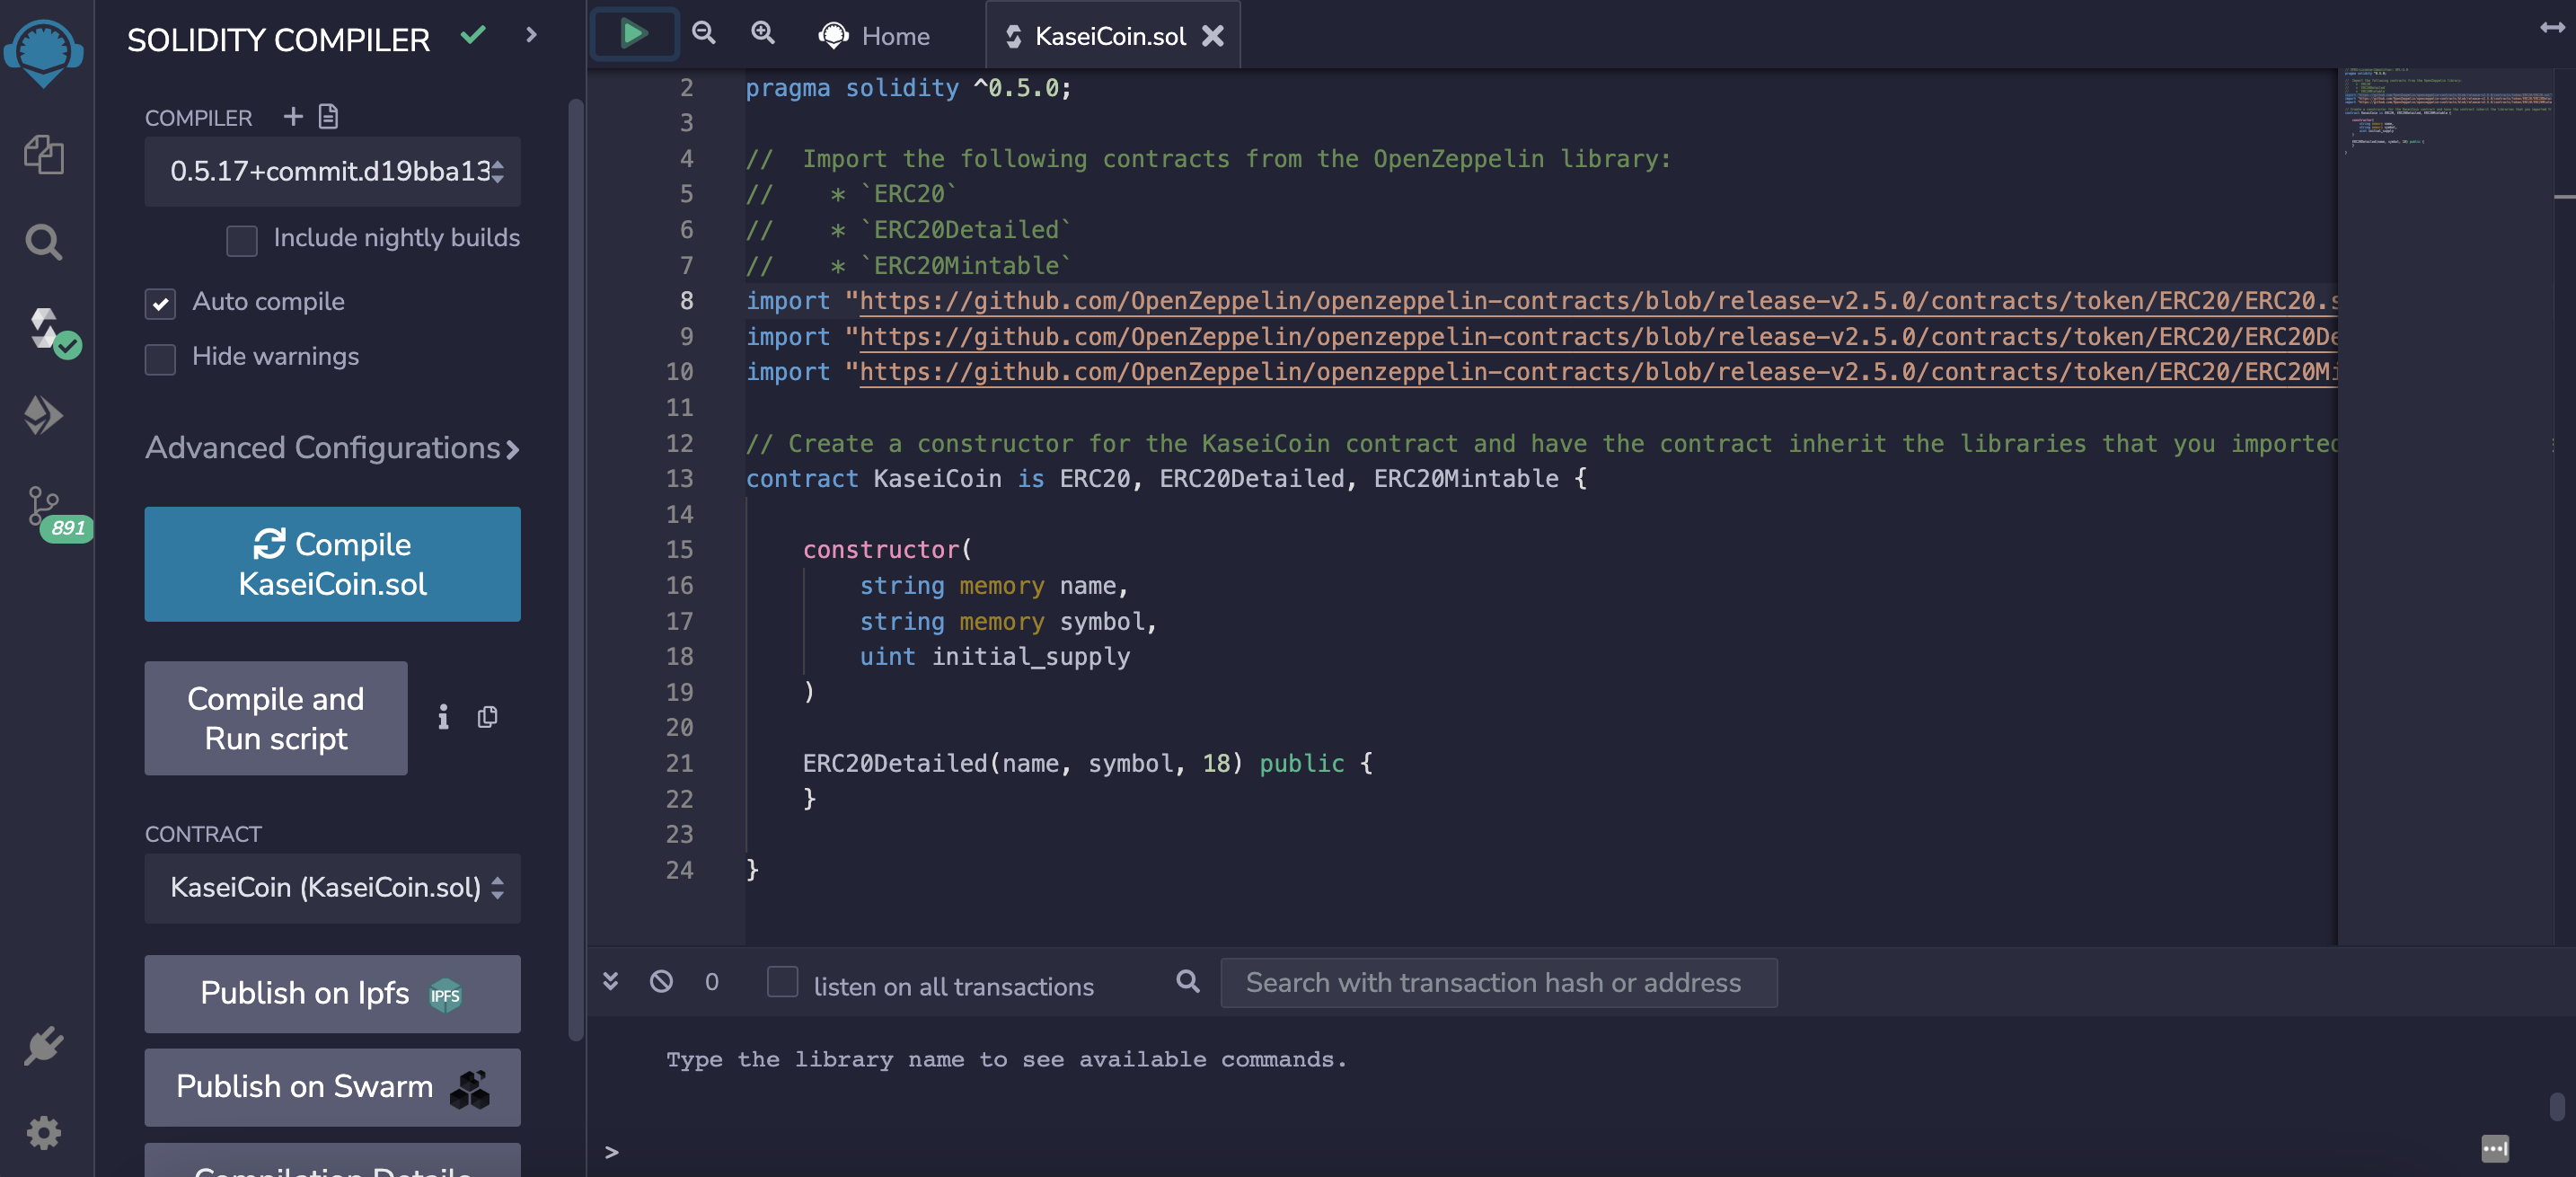 SOLIDITY COMPILER
COMPILER
0.5.17+commit.d19bba13
Include nightly builds
Auto compile
Hide warnings
Advanced Configurations
891
Compile
KaseiCoin.sol
Compile and
Run script
CONTRACT
KaseiCoin (KaseiCoin.sol)
Publish on Ipfs
IPFS
Publish on Swarm
Compilation Details
Home
KaseiCoin.sol
2 pragma solidity ^0.5.0;
3
4 //  Import the following contracts from the OpenZeppelin library:
5 //    * `ERC20`
6 //    * `ERC20Detailed`
7 //    * `ERC20Mintable`
8 import "https://github.com/OpenZeppelin/openzeppelin-contracts/blob/release-v2.5.0/contracts/token/ERC20/ERC20.s
9 import "https://github.com/OpenZeppelin/openzeppelin-contracts/blob/release-v2.5.0/contracts/token/ERC20/ERC20De
10 import "https://github.com/OpenZeppelin/openzeppelin-contracts/blob/release-v2.5.0/contracts/token/ERC20/ERC20Mi
11
12 // Create a constructor for the KaseiCoin contract and have the contract inherit the libraries that you imported
13 contract KaseiCoin is ERC20, ERC20Detailed, ERC20Mintable {
14
15     constructor(
16         string memory name,
17         string memory symbol,
18         uint initial_supply
19     )
20
21     ERC20Detailed(name, symbol, 18) public {
22     }
23
24 }
0
listen on all transactions
Search with transaction hash or address
Type the library name to see available commands.
>